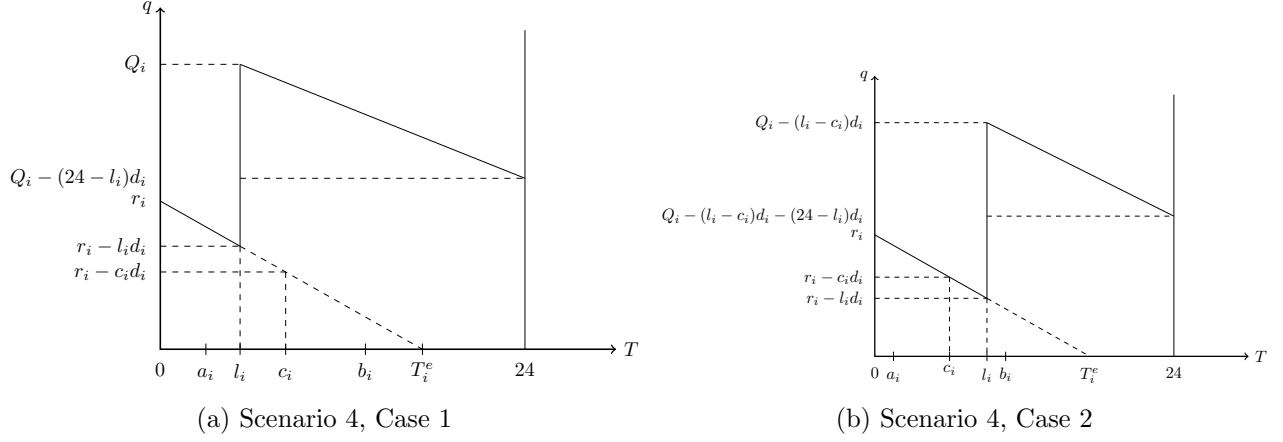 q
Q_i
Q_i − (24 − l_i)d_i
r_i
r_i − l_i d_i
r_i − c_i d_i
0 a_i l_i c_i b_i T_i^e 24 T
(a) Scenario 4, Case 1
q
Q_i − (l_i − c_i)d_i
Q_i − (l_i − c_i)d_i − (24 − l_i)d_i
r_i
r_i − c_i d_i
r_i − l_i d_i
0 a_i c_i l_i b_i T_i^e 24 T
(b) Scenario 4, Case 2